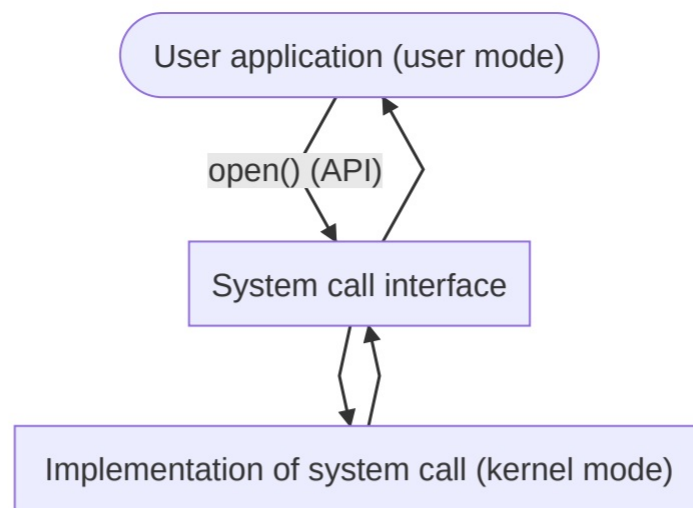 User application (user mode)
open() (API)
System call interface
Implementation of system call (kernel mode)